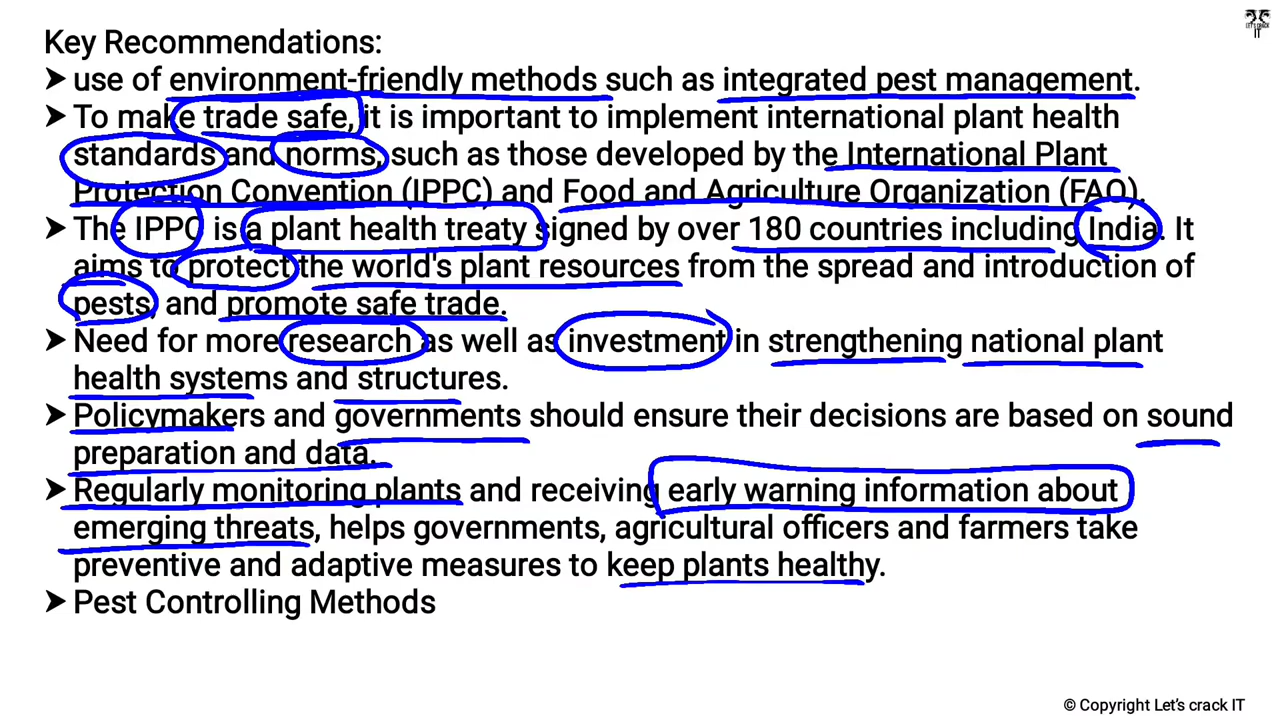 LET'S CRACK
IT
Key Recommendations:
➤ use of environment-friendly methods such as integrated pest management.
➤ To make trade safe, it is important to implement international plant health
standards and norms, such as those developed by the International Plant
Protection Convention (IPPC) and Food and Agriculture Organization (FAO).
➤ The IPPC is a plant health treaty signed by over 180 countries including India. It
aims to protect the world's plant resources from the spread and introduction of
pests, and promote safe trade.
➤ Need for more research as well as investment in strengthening national plant
health systems and structures.
➤ Policymakers and governments should ensure their decisions are based on sound
preparation and data.
➤ Regularly monitoring plants and receiving early warning information about
emerging threats, helps governments, agricultural officers and farmers take
preventive and adaptive measures to keep plants healthy.
➤ Pest Controlling Methods
© Copyright Let's crack IT